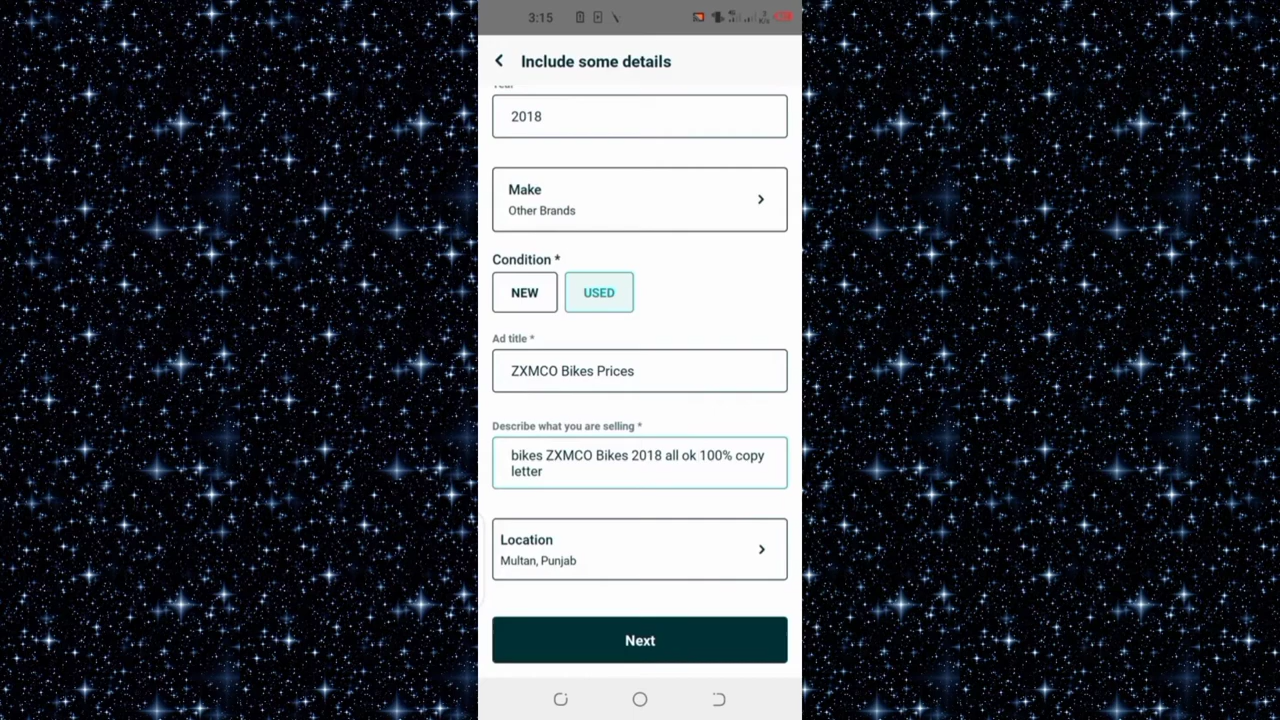 3:15
Include some details
Year
2018
Make
Other Brands
Condition *
NEW
USED
Ad title *
ZXMCO Bikes Prices
Describe what you are selling *
bikes ZXMCO Bikes 2018 all ok 100% copy
letter
Location
Multan, Punjab
Next